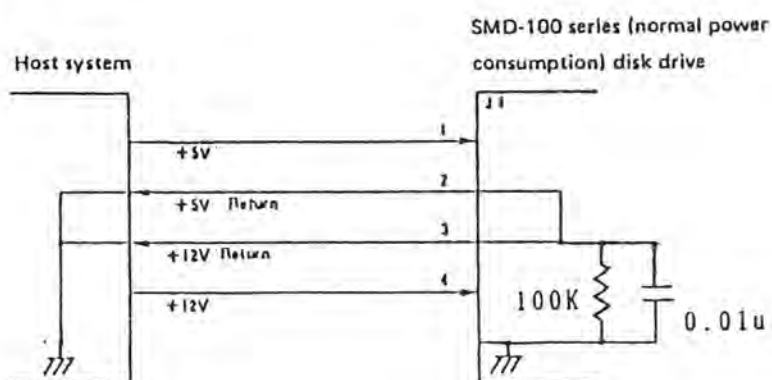 SMD-100 series (normal power
Host system
consumption) disk drive
J1
1
+5V
2
+5V Return
3
+12V Return
4
+12V
100K
0.01u